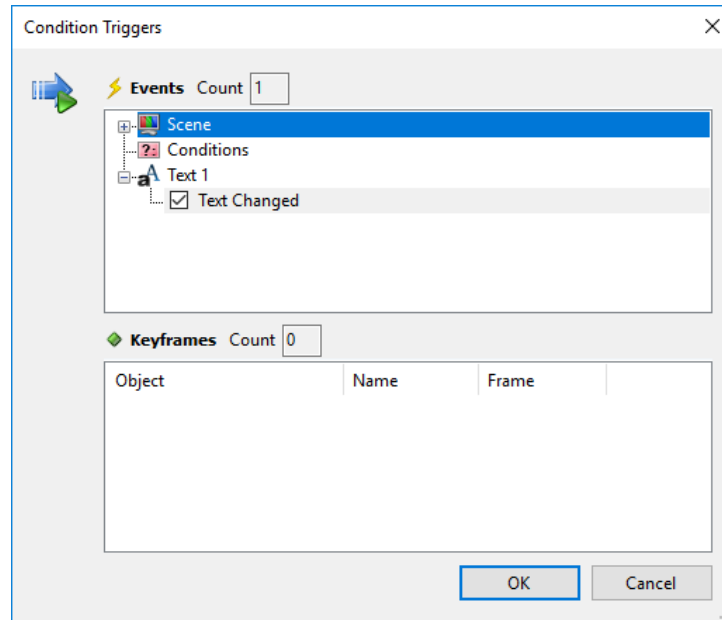 Condition Triggers
Events Count 1
Scene
?: Conditions
aA Text 1
Text Changed
Keyframes Count 0
Object Name Frame
OK Cancel